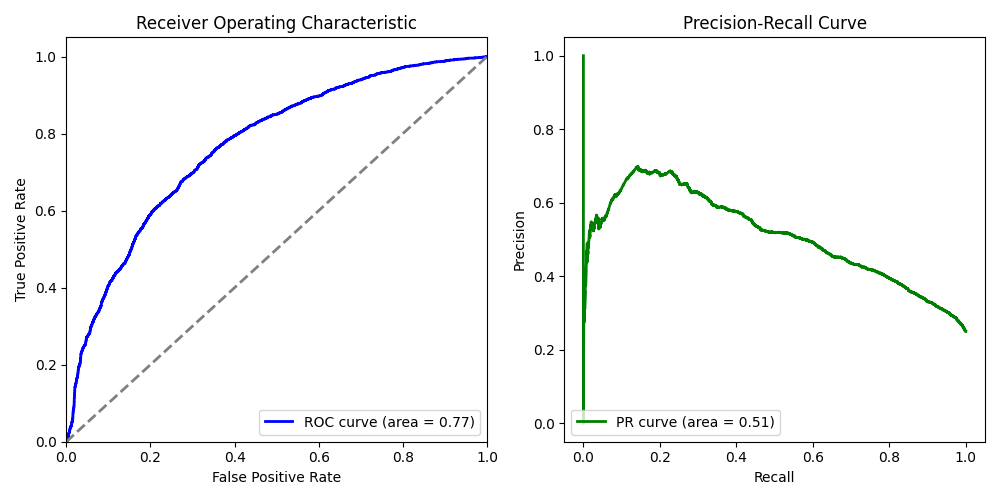 Receiver Operating Characteristic
1.0
0.8
0.6
0.4
0.2
0.0
True Positive Rate
0.0 0.2 0.4 0.6 0.8 1.0
False Positive Rate
ROC curve (area = 0.77)
Precision-Recall Curve
1.0
0.8
0.6
0.4
0.2
0.0
Precision
0.0 0.2 0.4 0.6 0.8 1.0
Recall
PR curve (area = 0.51)